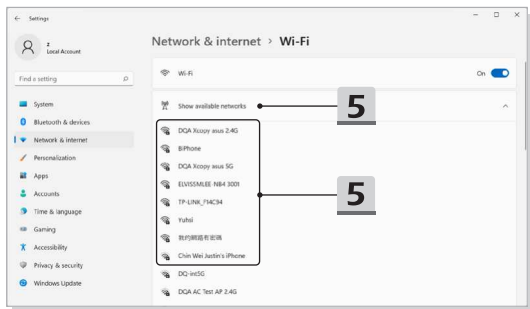 Settings
z
Local Account
Find a setting
System
Bluetooth & devices
Network & internet
Personalization
Apps
Accounts
Time & language
Gaming
Accessibility
Privacy & security
Windows Update
Network & internet > Wi-Fi
Wi-Fi
On
Show available networks
5
DQA Xcopy asus 2.4G
BiPhone
DQA Xcopy asus 5G
ELVISSMLEE-NB4 3001
TP-LINK_F14C94
5
Yuhsi
我的網路有密碼
Chin Wei Justin's iPhone
DQ-int5G
DQA AC Test AP 2.4G